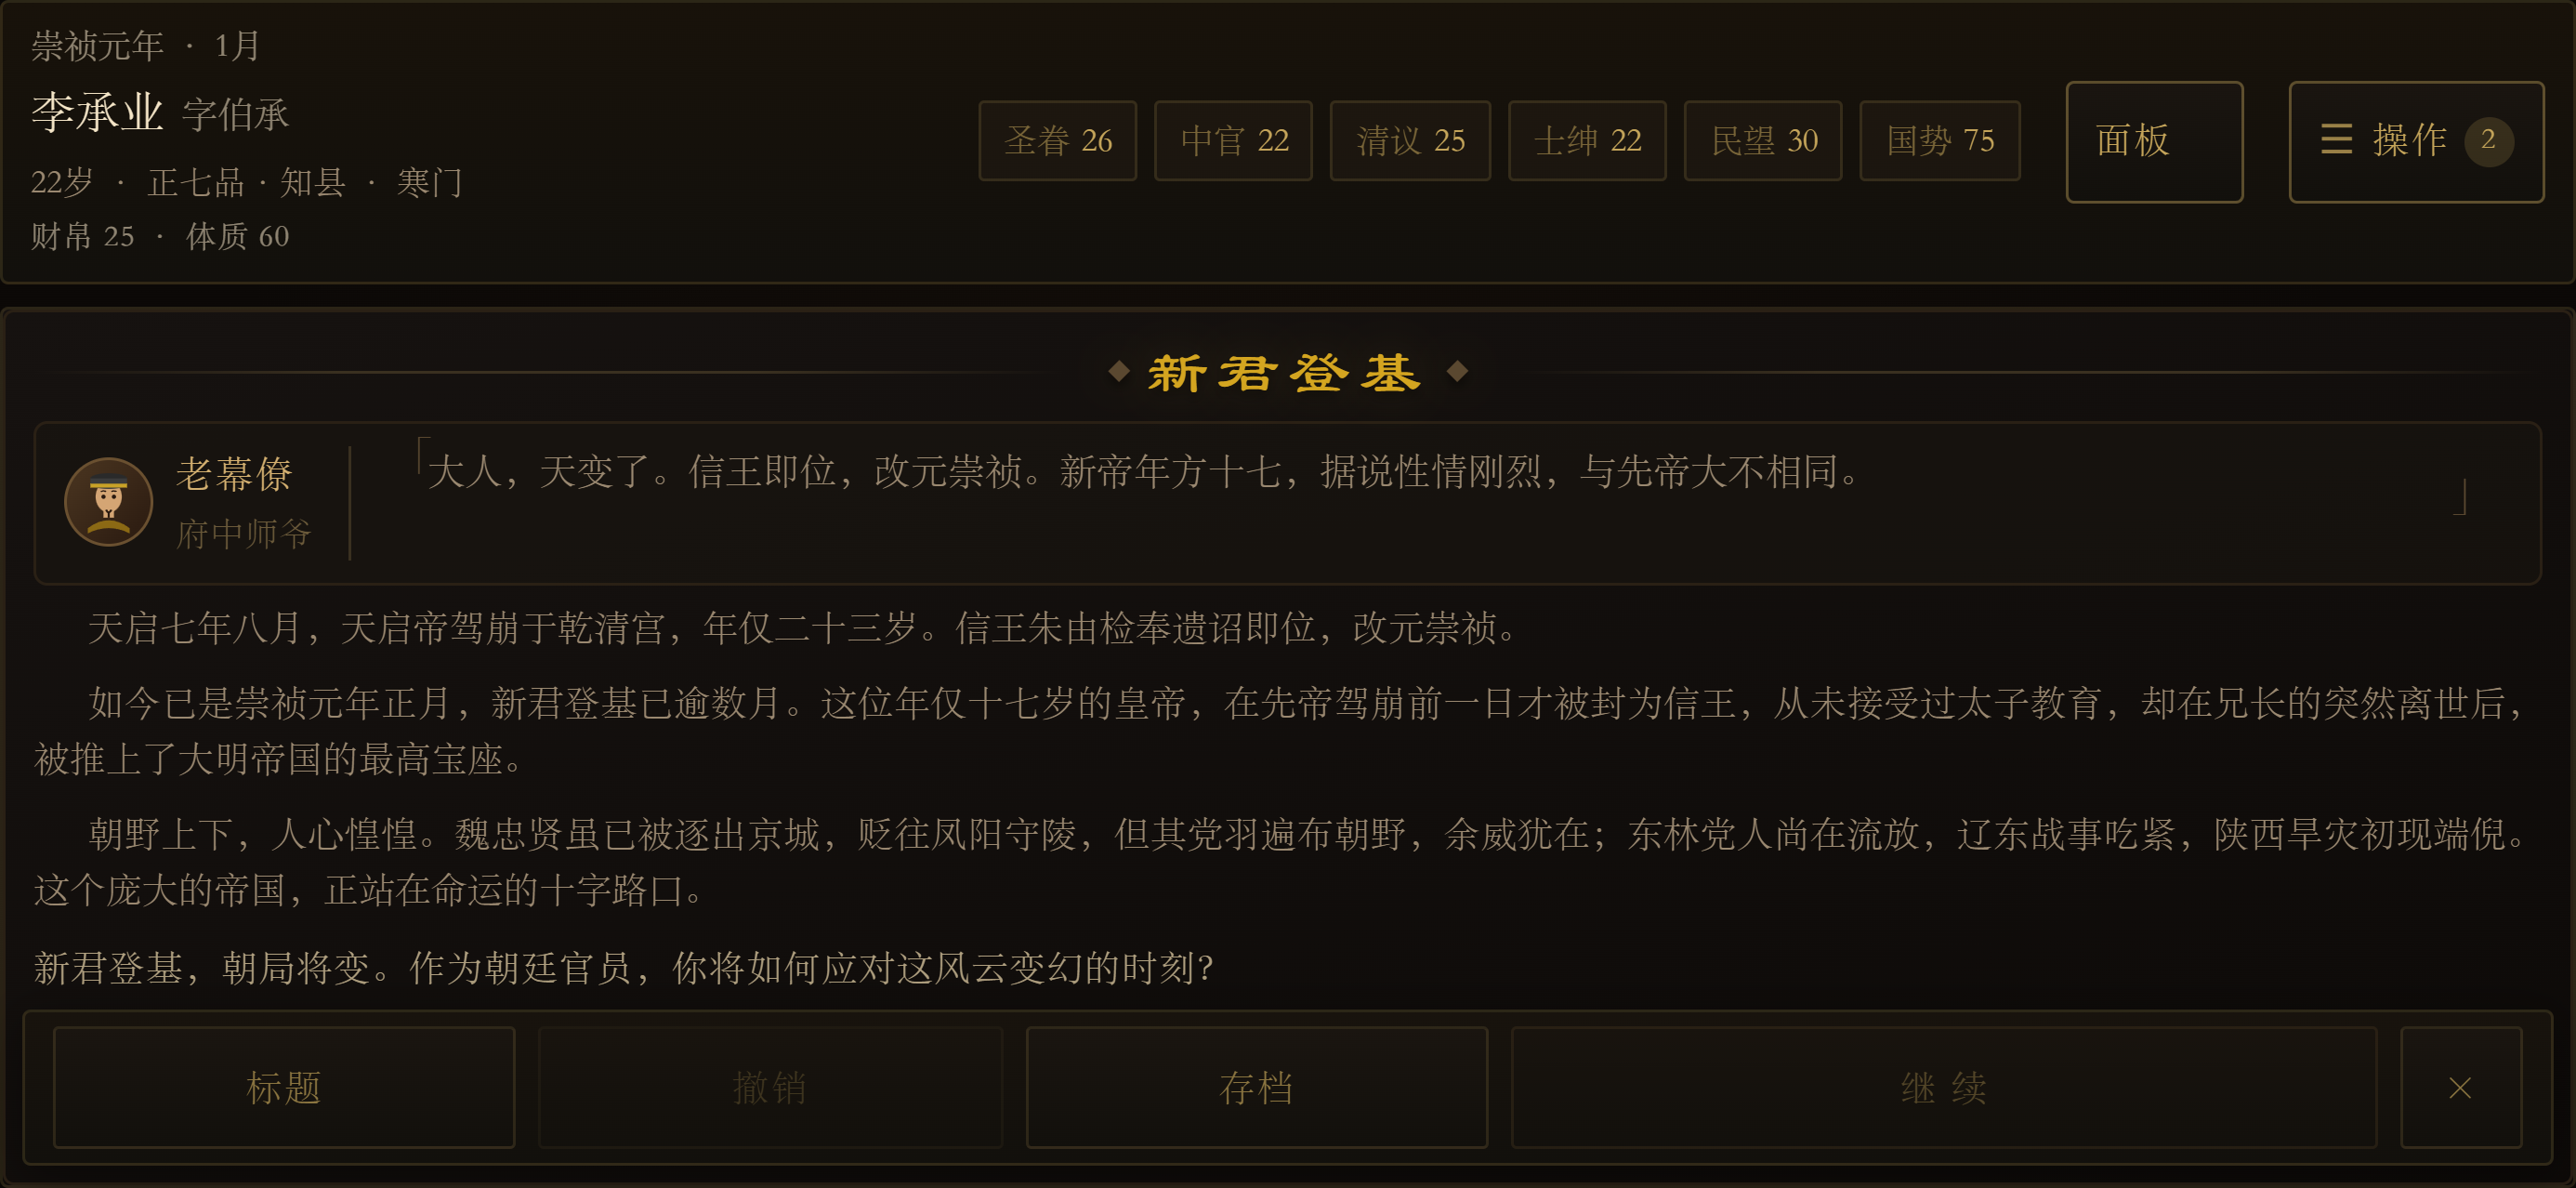 崇祯元年 · 1月
李承业 字伯承
22岁 · 正七品 · 知县 · 寒门
财帛 25 · 体质 60
圣眷 26
中官 22
清议 25
士绅 22
民望 30
国势 75
面板
☰ 操作 2
新君登基
老幕僚
府中师爷
「大人，天变了。信王即位，改元崇祯。新帝年方十七，据说性情刚烈，与先帝大不相同。」
天启七年八月，天启帝驾崩于乾清宫，年仅二十三岁。信王朱由检奉遗诏即位，改元崇祯。
如今已是崇祯元年正月，新君登基已逾数月。这位年仅十七岁的皇帝，在先帝驾崩前一日才被封为信王，从未接受过太子教育，却在兄长的突然离世后，
被推上了大明帝国的最高宝座。
朝野上下，人心惶惶。魏忠贤虽已被逐出京城，贬往凤阳守陵，但其党羽遍布朝野，余威犹在；东林党人尚在流放，辽东战事吃紧，陕西旱灾初现端倪。
这个庞大的帝国，正站在命运的十字路口。
新君登基，朝局将变。作为朝廷官员，你将如何应对这风云变幻的时刻？
标题
撤销
存档
继续
×